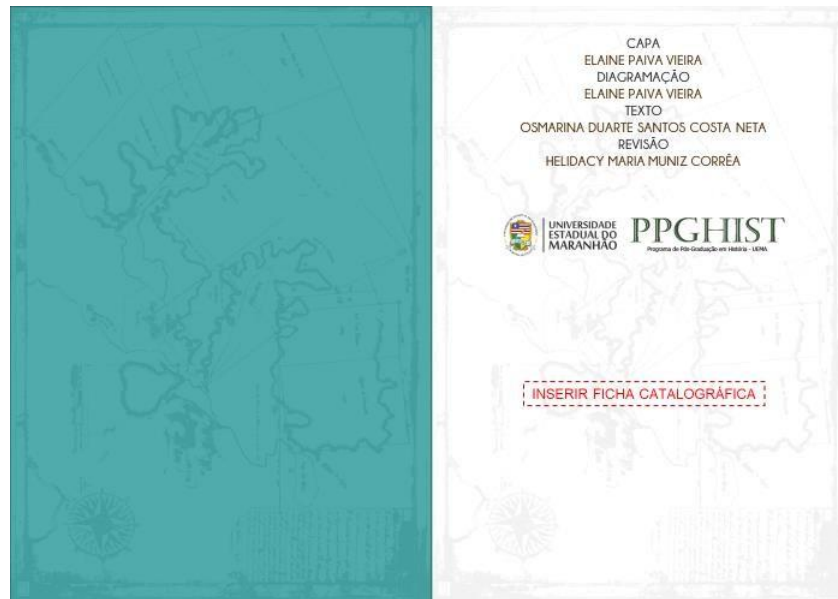 CAPA
ELAINE PAIVA VIEIRA
DIAGRAMAÇÃO
ELAINE PAIVA VIEIRA
TEXTO
OSMARINA DUARTE SANTOS COSTA NETA
REVISÃO
HELIDACY MARIA MUNIZ CORRÊA
UNIVERSIDADE
ESTADUAL DO
MARANHÃO
PPGHIST
Programa de Pós-Graduação em História - UEMA
INSERIR FICHA CATALOGRÁFICA